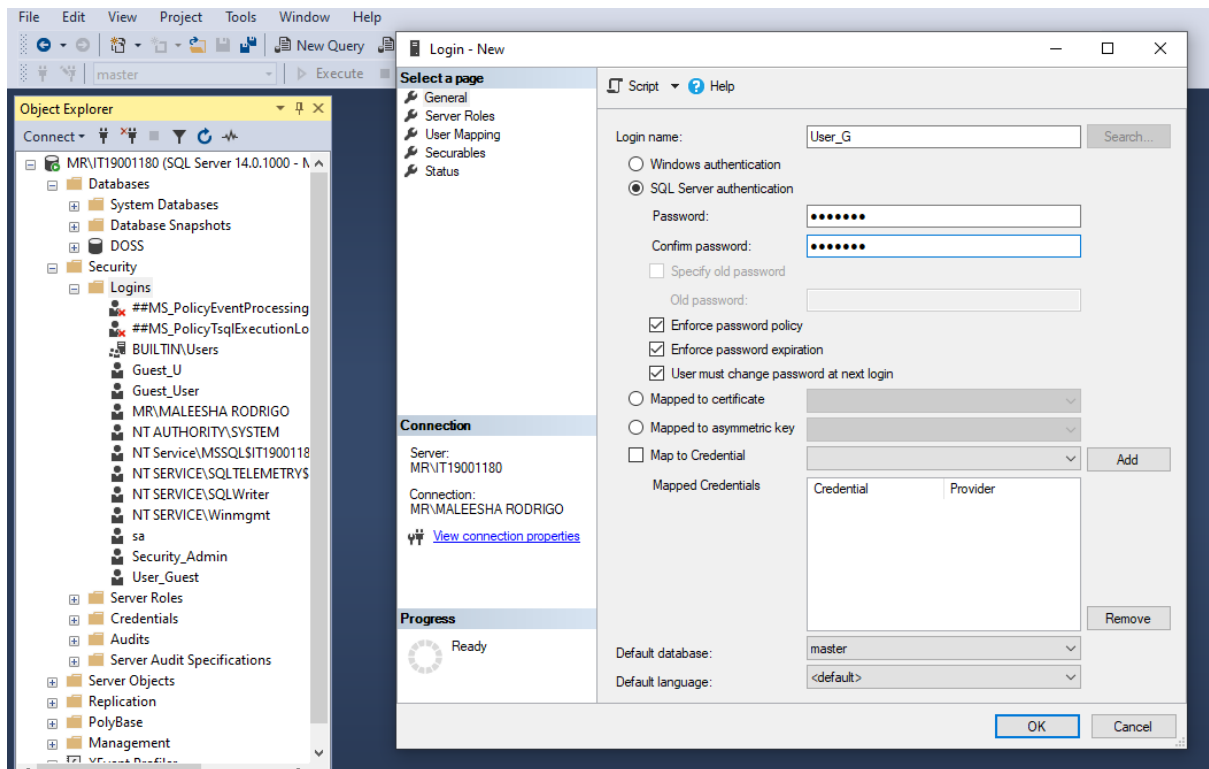 File Edit View Project Tools Window Help
New Query
master Execute
Object Explorer
Connect
MR\IT19001180 (SQL Server 14.0.1000 - N
Databases
System Databases
Database Snapshots
DOSS
Security
Logins
##MS_PolicyEventProcessing
##MS_PolicyTsqlExecutionLo
BUILTIN\Users
Guest_U
Guest_User
MR\MALEESHA RODRIGO
NT AUTHORITY\SYSTEM
NT Service\MSSQL$IT1900118
NT SERVICE\SQLTELEMETRY$
NT SERVICE\SQLWriter
NT SERVICE\Winmgmt
sa
Security_Admin
User_Guest
Server Roles
Credentials
Audits
Server Audit Specifications
Server Objects
Replication
PolyBase
Management
XEvent Profiler
Login - New
Select a page
General
Server Roles
User Mapping
Securables
Status
Connection
Server:
MR\IT19001180
Connection:
MR\MALEESHA RODRIGO
View connection properties
Progress
Ready
Script Help
Login name: User_G Search...
Windows authentication
SQL Server authentication
Password: •••••••
Confirm password: •••••••
Specify old password
Old password:
Enforce password policy
Enforce password expiration
User must change password at next login
Mapped to certificate
Mapped to asymmetric key
Map to Credential Add
Mapped Credentials Credential Provider
Remove
Default database: master
Default language: <default>
OK Cancel